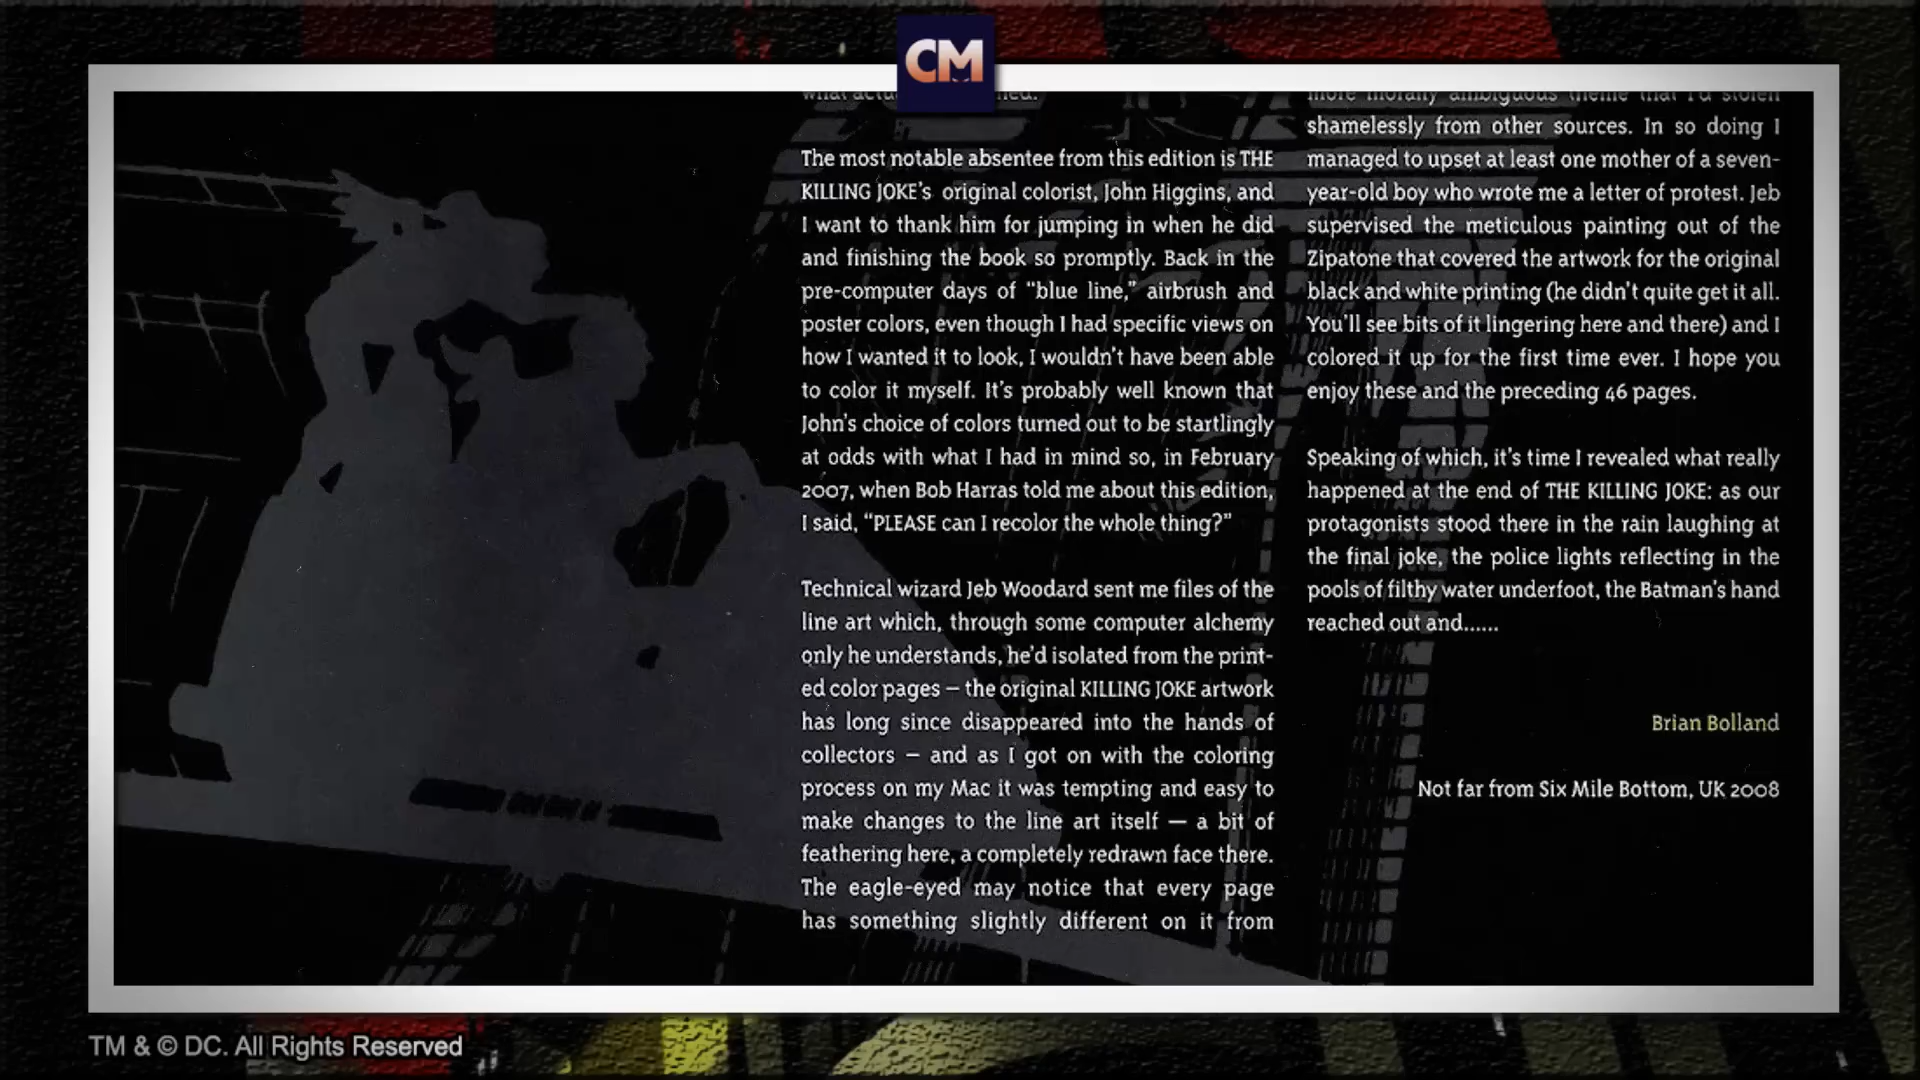 CM
The most notable absentee from this edition is THE
KILLING JOKE's original colorist, John Higgins, and
I want to thank him for jumping in when he did
and finishing the book so promptly. Back in the
pre-computer days of “blue line,” airbrush and
poster colors, even though I had specific views on
how I wanted it to look, I wouldn't have been able
to color it myself. It's probably well known that
John's choice of colors turned out to be startlingly
at odds with what I had in mind so, in February
2007, when Bob Harras told me about this edition,
I said, “PLEASE can I recolor the whole thing?”
Technical wizard Jeb Woodard sent me files of the
line art which, through some computer alchemy
only he understands, he'd isolated from the print-
ed color pages – the original KILLING JOKE artwork
has long since disappeared into the hands of
collectors – and as I got on with the coloring
process on my Mac it was tempting and easy to
make changes to the line art itself — a bit of
feathering here, a completely redrawn face there.
The eagle-eyed may notice that every page
has something slightly different on it from
more morally ambiguous theme that I'd stolen
shamelessly from other sources. In so doing I
managed to upset at least one mother of a seven-
year-old boy who wrote me a letter of protest. Jeb
supervised the meticulous painting out of the
Zipatone that covered the artwork for the original
black and white printing (he didn't quite get it all.
You'll see bits of it lingering here and there) and I
colored it up for the first time ever. I hope you
enjoy these and the preceding 46 pages.
Speaking of which, it's time I revealed what really
happened at the end of THE KILLING JOKE: as our
protagonists stood there in the rain laughing at
the final joke, the police lights reflecting in the
pools of filthy water underfoot, the Batman's hand
reached out and......
Brian Bolland
Not far from Six Mile Bottom, UK 2008
TM & © DC. All Rights Reserved